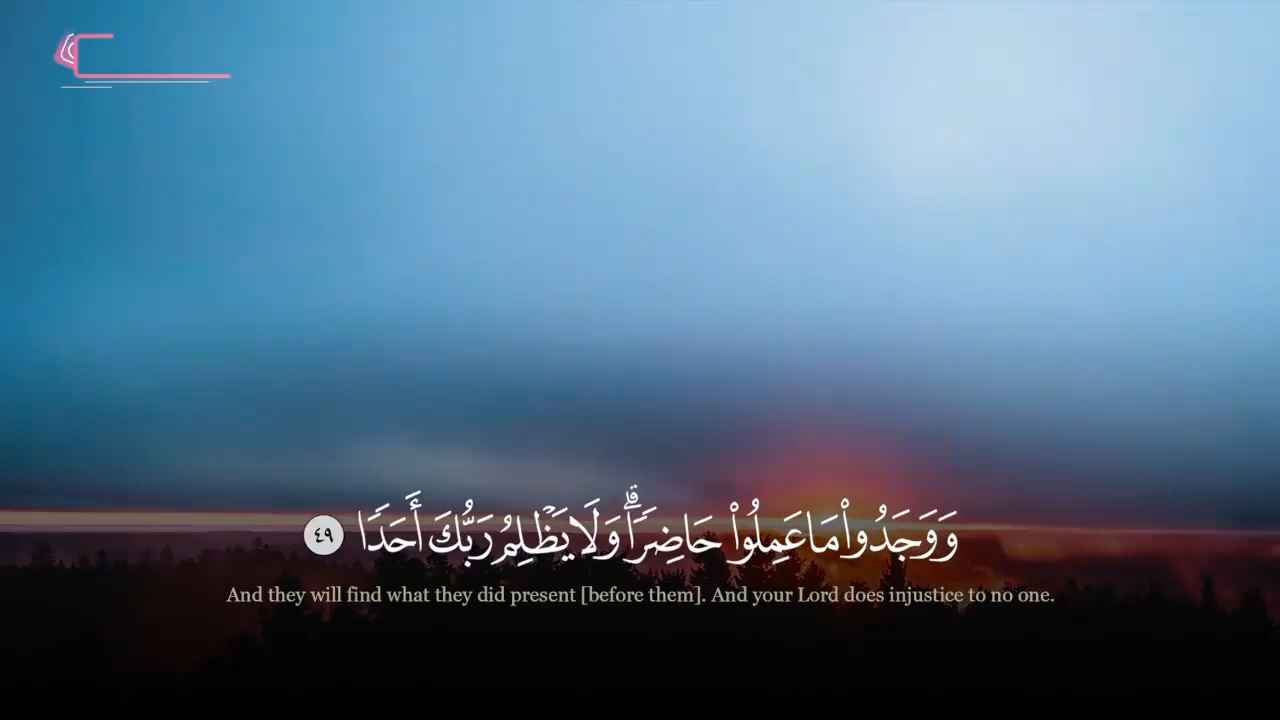 وَوَجَدُوا۟ مَا عَمِلُوا۟ حَاضِرًۭا ۗ وَلَا يَظْلِمُ رَبُّكَ أَحَدًۭا ٤٩
And they will find what they did present [before them]. And your Lord does injustice to no one.